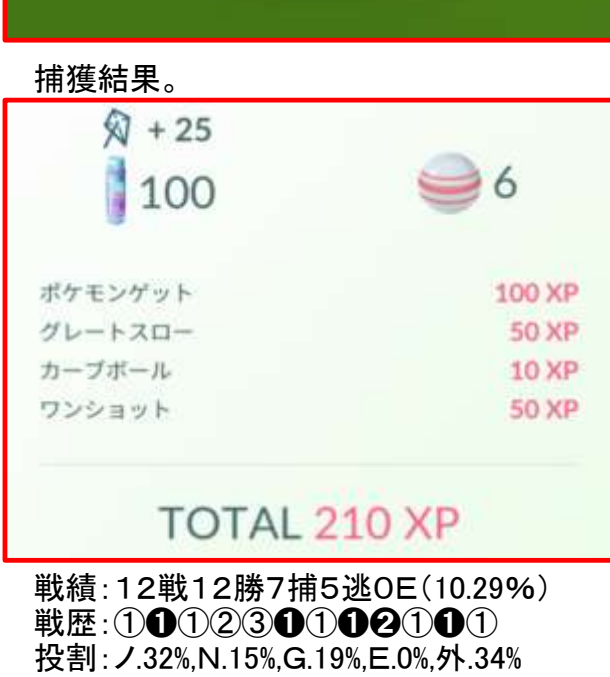 捕獲結果。
+ 25
100
6
ポケモンゲット 100 XP
グレートスロー 50 XP
カーブボール 10 XP
ワンショット 50 XP
TOTAL 210 XP
戦績:12戦12勝7捕5逃0E(10.29%)
戦歴:①❶①②③❶①❶❷①❶①
投割:ノ.32%,N.15%,G.19%,E.0%,外.34%